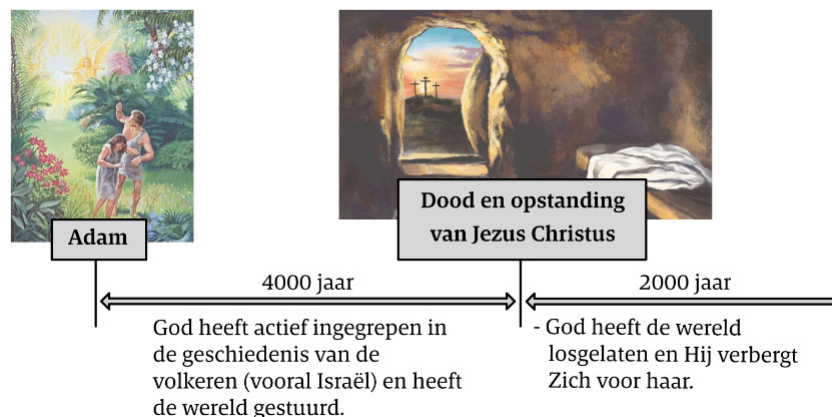 Adam
Dood en opstanding
van Jezus Christus
4000 jaar
2000 jaar
God heeft actief ingegrepen in
de geschiedenis van de
volkeren (vooral Israël) en heeft
de wereld gestuurd.
- God heeft de wereld
losgelaten en Hij verbergt
Zich voor haar.